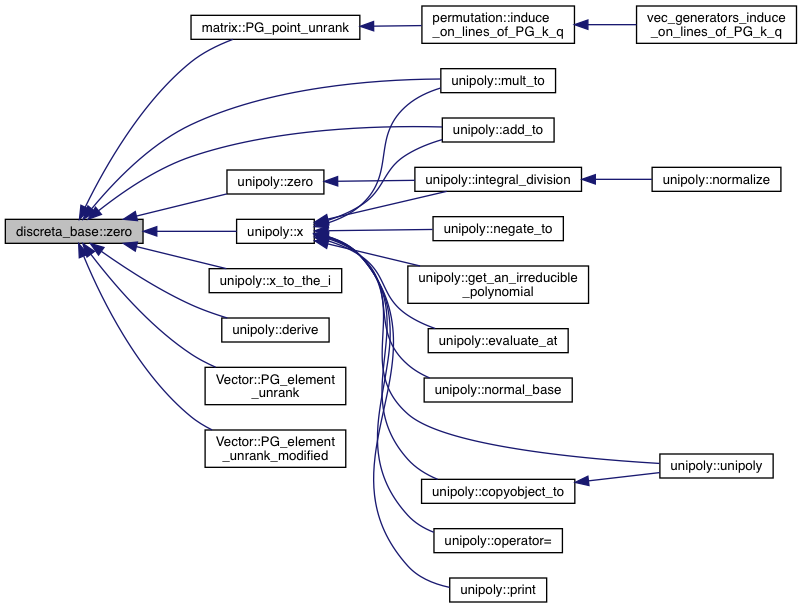 matrix::PG_point_unrank
permutation::induce
_on_lines_of_PG_k_q
vec_generators_induce
_on_lines_of_PG_k_q
unipoly::mult_to
unipoly::add_to
unipoly::zero
unipoly::integral_division
unipoly::normalize
discreta_base::zero
unipoly::x
unipoly::negate_to
unipoly::x_to_the_i
unipoly::get_an_irreducible
_polynomial
unipoly::derive
unipoly::evaluate_at
Vector::PG_element
_unrank
unipoly::normal_base
Vector::PG_element
_unrank_modified
unipoly::unipoly
unipoly::copyobject_to
unipoly::operator=
unipoly::print